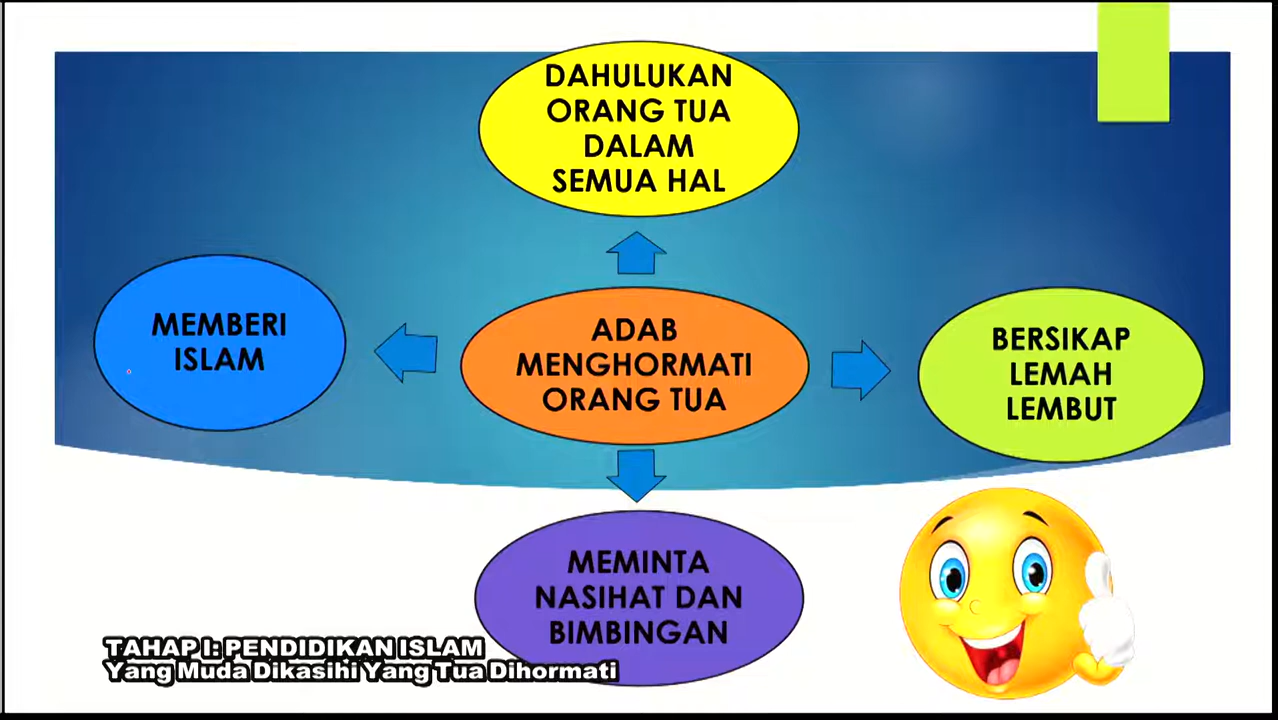 DAHULUKAN
ORANG TUA
DALAM
SEMUA HAL
MEMBERI
ISLAM
ADAB
MENGHORMATI
ORANG TUA
BERSIKAP
LEMAH
LEMBUT
MEMINTA
NASIHAT DAN
BIMBINGAN
TAHAP I: PENDIDIKAN ISLAM
Yang Muda Dikasihi Yang Tua Dihormati